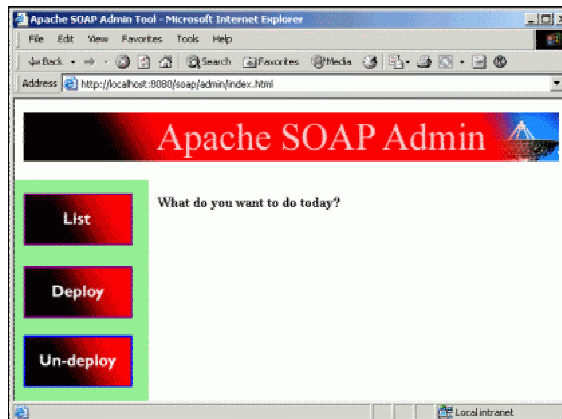 Apache SOAP Admin Tool - Microsoft Internet Explorer
File Edit View Favorites Tools Help
Back Search Favorites Media
Address http://localhost:8080/soap/admin/index.html
Apache SOAP Admin
What do you want to do today?
List
Deploy
Un-deploy
Local intranet